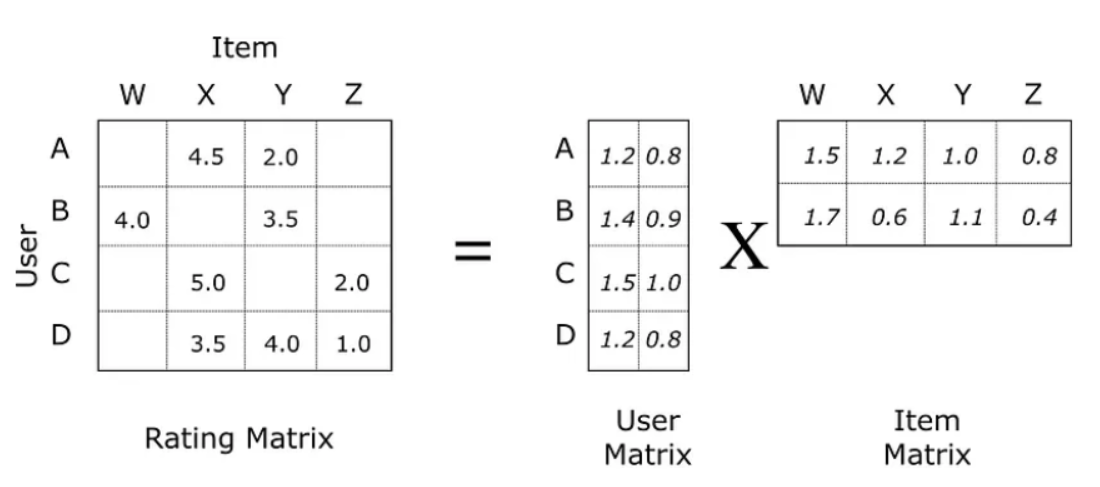 Item
W X Y Z W X Y Z
A 4.5 2.0 A 1.2 0.8 1.5 1.2 1.0 0.8
B 4.0 3.5 B 1.4 0.9 1.7 0.6 1.1 0.4
User
= X
C 5.0 2.0 C 1.5 1.0
D 3.5 4.0 1.0 D 1.2 0.8
Rating Matrix
User
Matrix
Item
Matrix